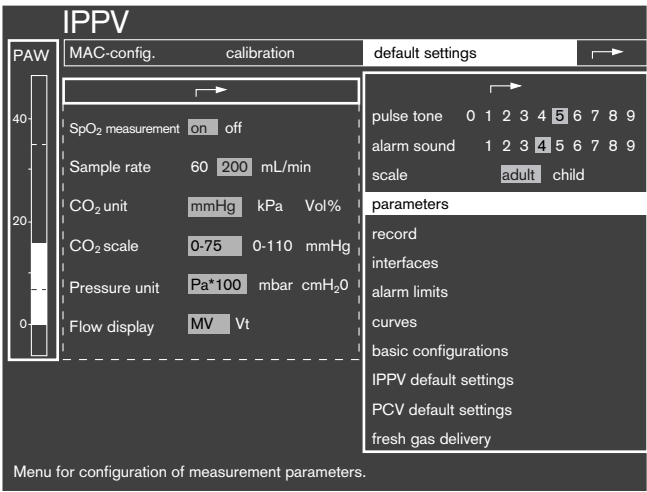 IPPV
PAW
MAC-config. calibration default settings
40
20
0
SpO₂ measurement on off
Sample rate 60 200 mL/min
CO₂ unit mmHg kPa Vol%
CO₂ scale 0-75 0-110 mmHg
Pressure unit Pa*100 mbar cmH₂0
Flow display MV Vt
pulse tone 0 1 2 3 4 5 6 7 8 9
alarm sound 1 2 3 4 5 6 7 8 9
scale adult child
parameters
record
interfaces
alarm limits
curves
basic configurations
IPPV default settings
PCV default settings
fresh gas delivery
Menu for configuration of measurement parameters.